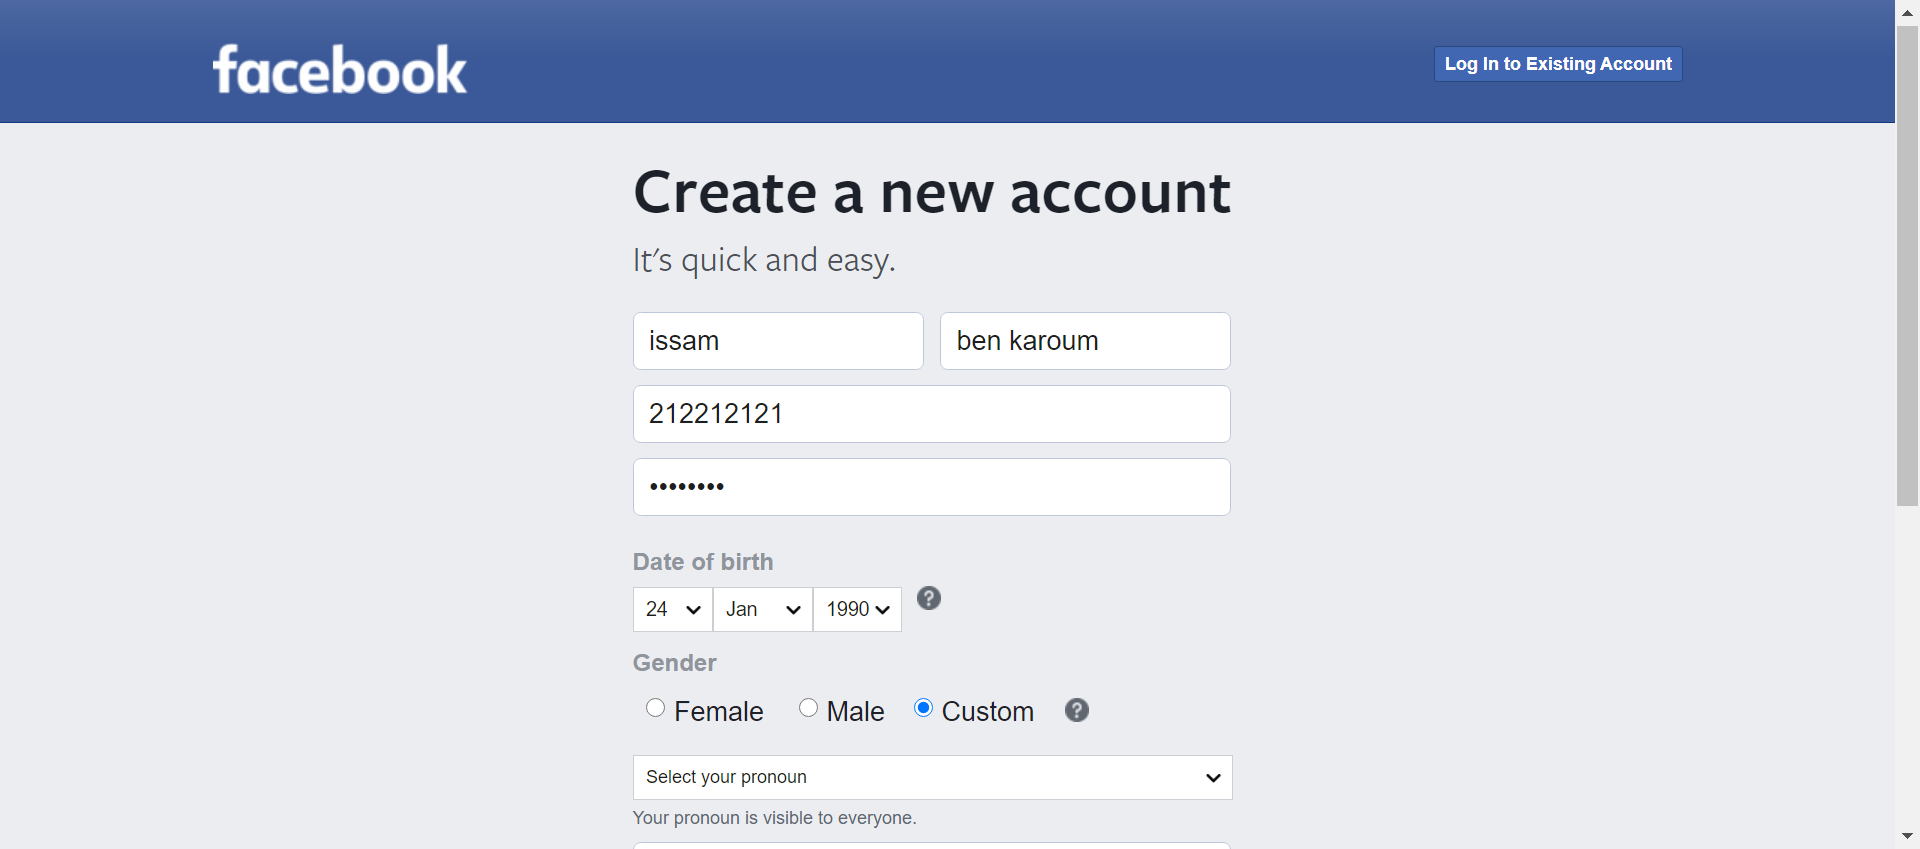 facebook
Log In to Existing Account
Create a new account
It's quick and easy.
issam
ben karoum
212212121
••••••••
Date of birth
24 Jan 1990
Gender
Female Male Custom
Select your pronoun
Your pronoun is visible to everyone.